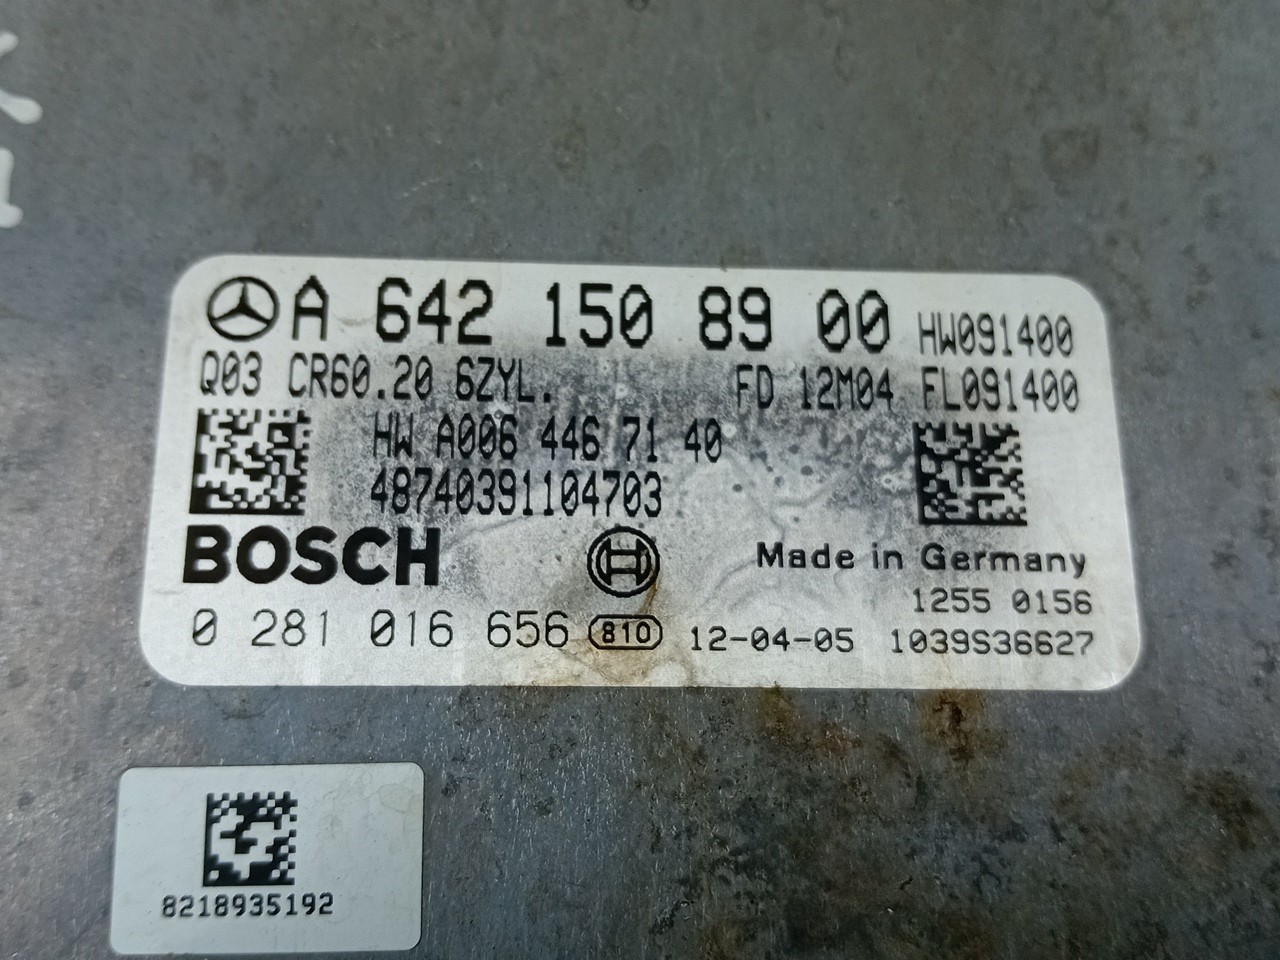 A 642 150 89 00 HW091400
Q03 CR60.20 6ZYL. FD 12M04 FL091400
HW A006 446 71 40
48740391104703
BOSCH
Made in Germany
1255 0156
0 281 016 656 810 12-04-05 1039S36627
8218935192